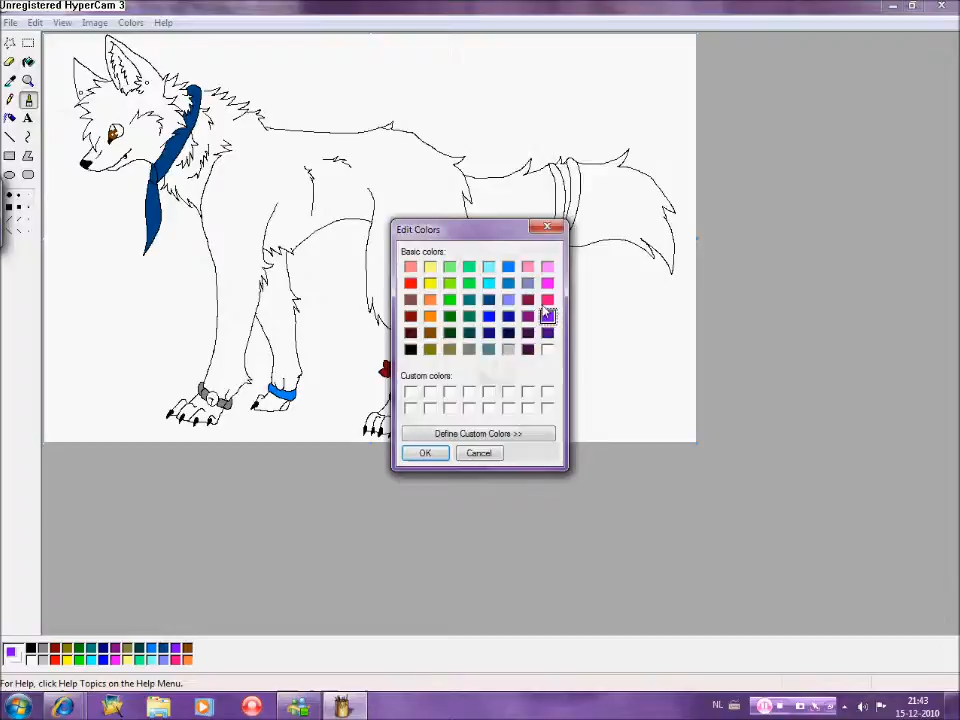 Unregistered HyperCam 3
File Edit View Image Colors Help
A
Edit Colors
Basic colors:
Custom colors:
Define Custom Colors >>
OK Cancel
For Help, click Help Topics on the Help Menu.
NL
21:43
15-12-2010